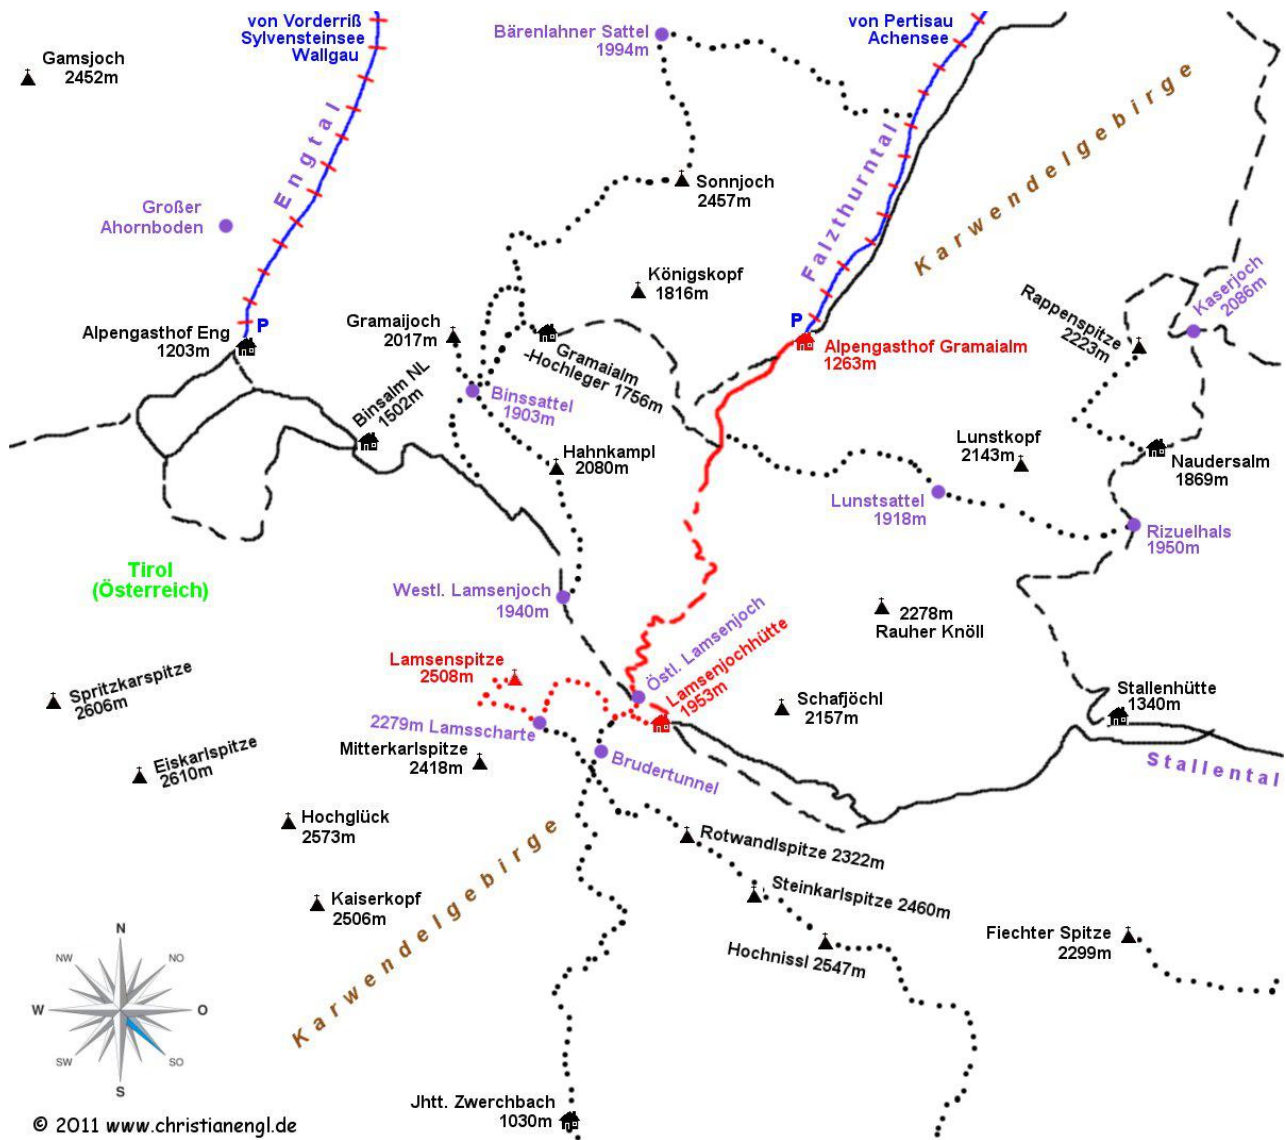 von Vorderriß
Sylvensteinsee
Wallgau
Bärenlahner Sattel
1994m
von Pertisau
Achensee
Gamsjoch
2452m
Engtal
Falzthurntal
Karwendelgebirge
Sonnjoch
2457m
Großer
Ahornboden
Königskopf
1816m
Kaserjoch
2086m
Rappenspitze
2223m
P
Alpengasthof Eng
1203m
Gramaijoch
2017m
Gramaialm
-Hochleger 1756m
P
Alpengasthof Gramaialm
1263m
Binsalm NL
1502m
Binssattel
1903m
Hahnkampl
2080m
Lunstkopf
2143m
Naudersalm
1869m
Lunstsattel
1918m
Rizuelhals
1950m
Tirol
(Österreich)
Westl. Lamsenjoch
1940m
2278m
Rauher Knöll
Östl. Lamsenjoch
Lamsenjochhütte
1953m
Lamsenspitze
2508m
Spritzkarspitze
2606m
Schafjöchl
2157m
Stallenhütte
1340m
2279m Lamsscharte
Eiskarlspitze
2610m
Mitterkarlspitze
2418m
Brudertunnel
Stallental
Hochglück
2573m
Rotwandlspitze 2322m
Karwendelgebirge
Kaiserkopf
2506m
Steinkarlspitze 2460m
Hochnissl 2547m
Fiechter Spitze
2299m
N
NW
NO
W
O
SW
SO
S
Jhtt. Zwerchbach
1030m
© 2011 www.christianengl.de